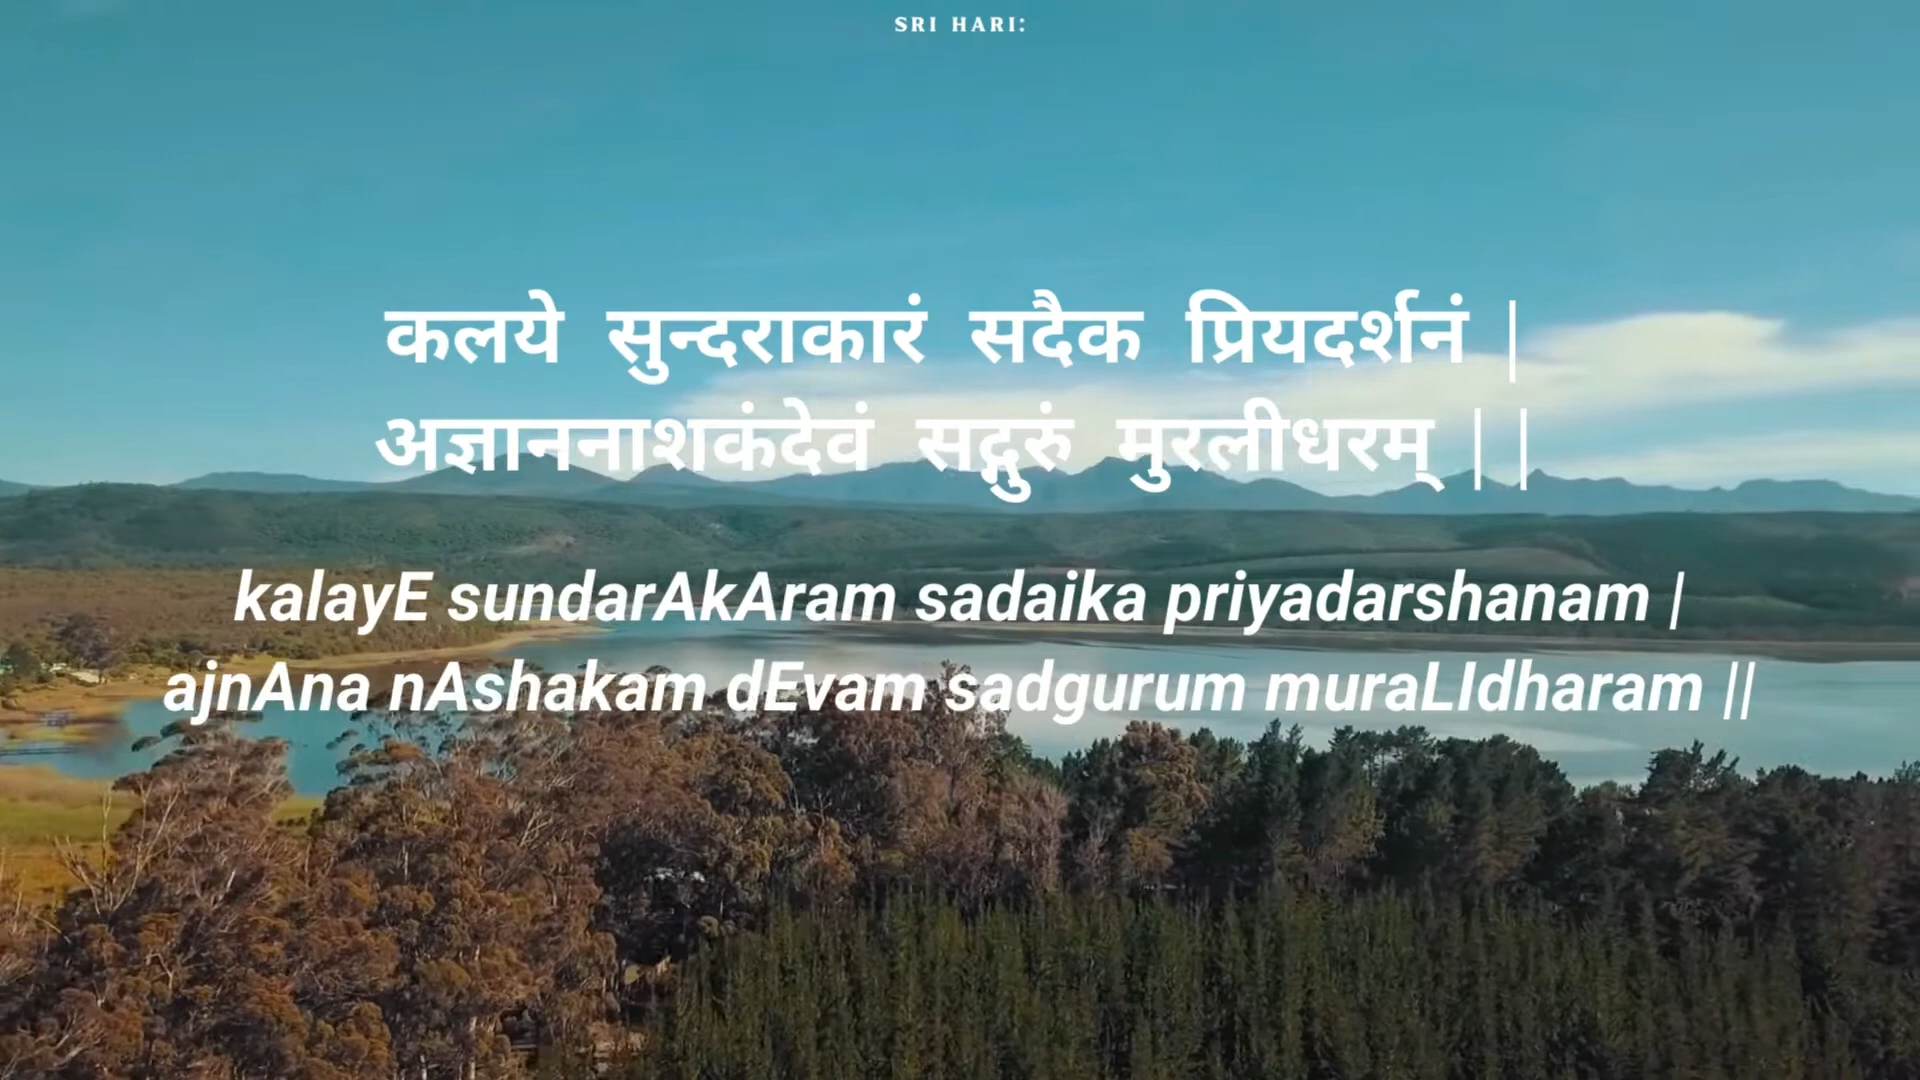 SRI HARI:
कलये सुन्दराकारं सदैक प्रियदर्शनं |
अज्ञाननाशकंदेवं सद्गुरुं मुरलीधरम् ||
kalayE sundarAkAram sadaika priyadarshanam |
ajnAna nAshakam dEvam sadgurum muraLIdharam ||